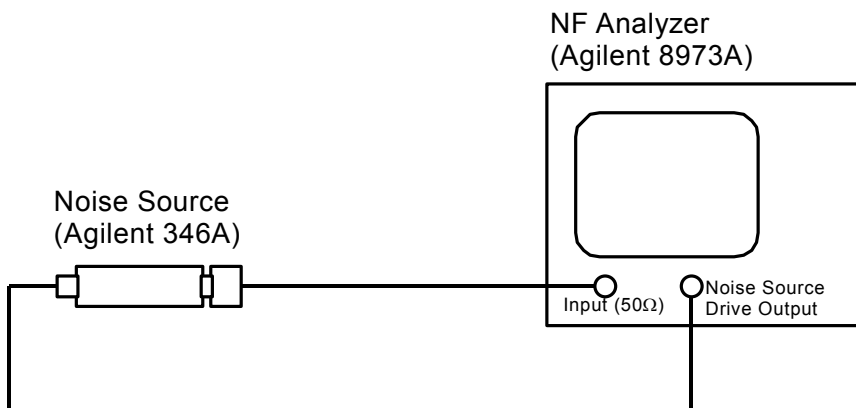 NF Analyzer
(Agilent 8973A)
Noise Source
(Agilent 346A)
Input (50Ω)
Noise Source
Drive Output